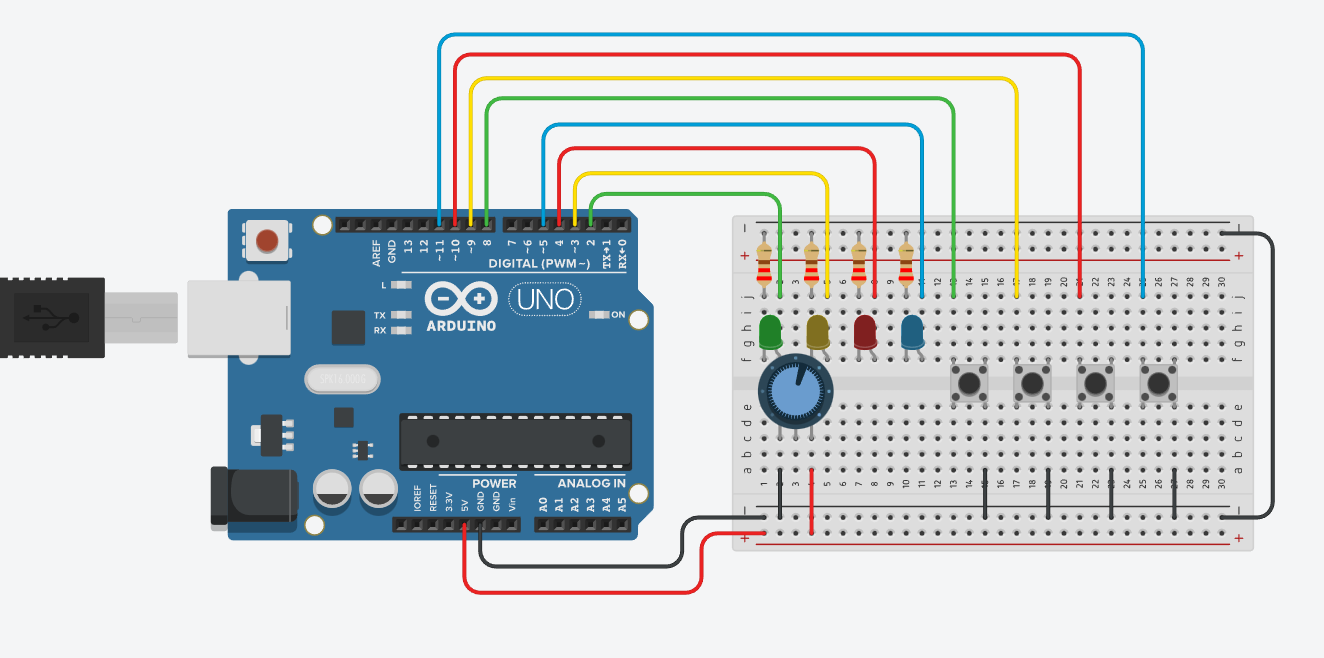 AREF
GND
13
12
~11
~10
~9
8
7
~6
~5
4
~3
2
TX→1
RX←0
DIGITAL (PWM~)
L
TX
RX
UNO
ON
ARDUINO
POWER
ANALOG IN
IOREF
RESET
3.3V
5V
GND
GND
Vin
A0
A1
A2
A3
A4
A5
− −
+ +
j j
i i
h h
g g
f f
e e
d d
c c
b b
a a
1 2 3 4 5 6 7 8 9 10 11 12 13 14 15 16 17 18 19 20 21 22 23 24 25 26 27 28 29 30
− −
+ +